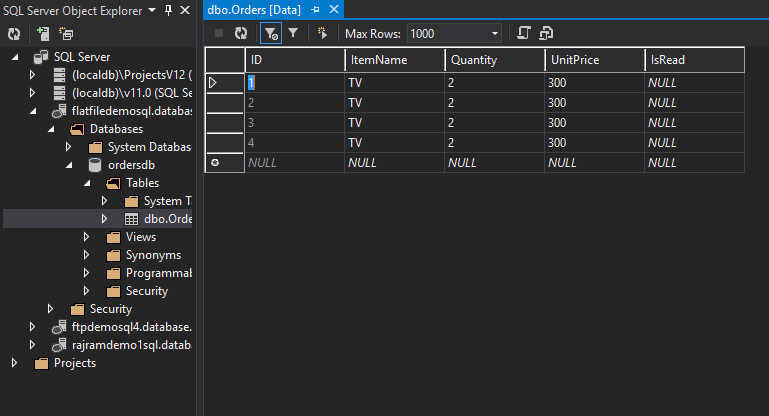 SQL Server Object Explorer
SQL Server
(localdb)\ProjectsV12 (
(localdb)\v11.0 (SQL Se
flatfiledemosql.databas
Databases
System Databas
ordersdb
Tables
System T
dbo.Orde
Views
Synonyms
Programmab
Security
Security
ftpdemosql4.database.
rajramdemo1sql.datab
Projects
dbo.Orders [Data]
Max Rows: 1000
ID ItemName Quantity UnitPrice IsRead
1 TV 2 300 NULL
2 TV 2 300 NULL
3 TV 2 300 NULL
4 TV 2 300 NULL
NULL NULL NULL NULL NULL